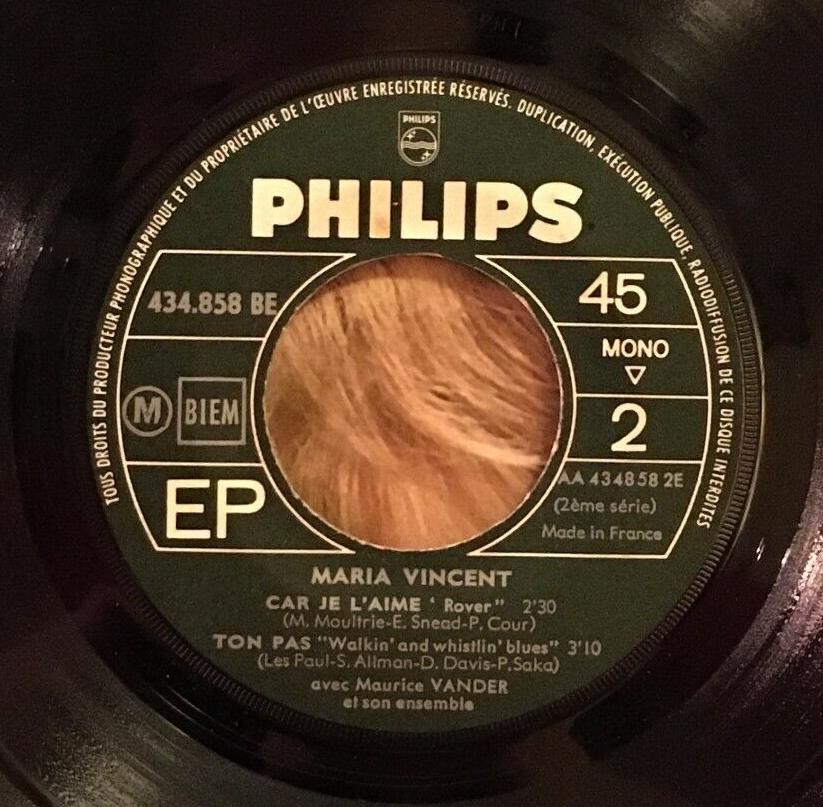 TOUS DROITS DU PRODUCTEUR PHONOGRAPHIQUE ET DU PROPRIÉTAIRE DE L'ŒUVRE ENREGISTRÉE RÉSERVÉS. DUPLICATION, EXÉCUTION PUBLIQUE, RADIODIFFUSION DE CE DISQUE INTERDITES
PHILIPS
PHILIPS
434.858 BE
45
MONO
M BIEM
2
EP
AA 434858 2E
(2ème série)
Made in France
MARIA VINCENT
CAR JE L'AIME ' Rover" 2'30
(M. Moultrie-E. Snead-P. Cour)
TON PAS "Walkin' and whistlin' blues" 3'10
(Les Paul-S. Allman-D. Davis-P. Saka)
avec Maurice VANDER
et son ensemble